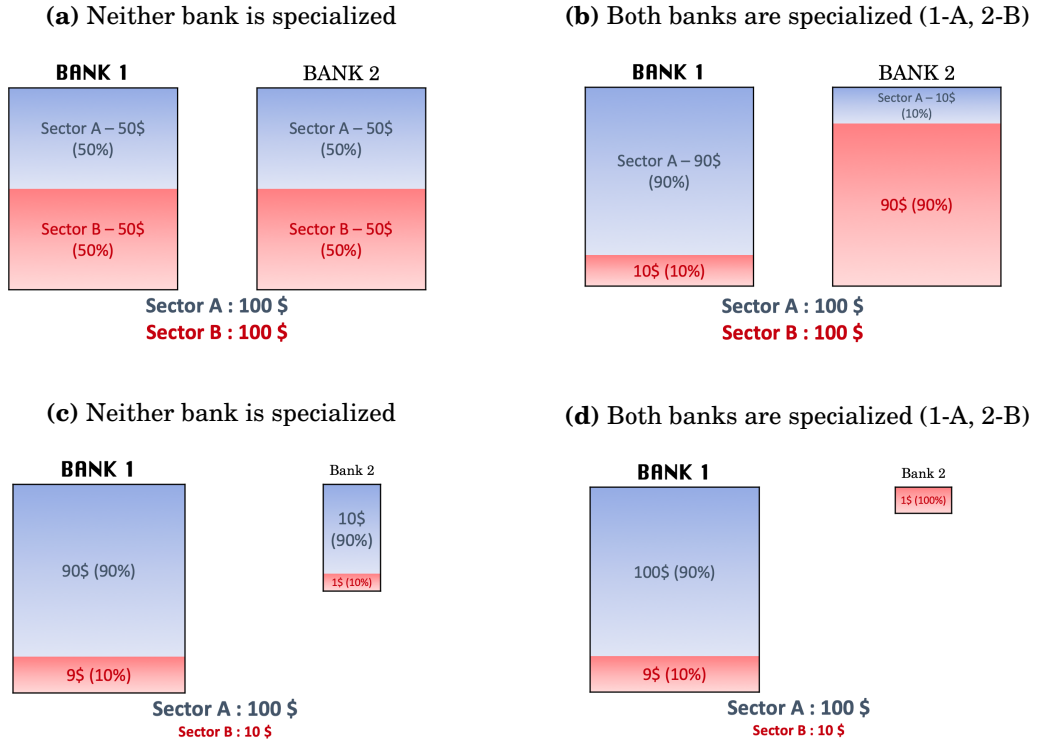 (a) Neither bank is specialized
BANK 1
BANK 2
Sector A – 50$
(50%)
Sector B – 50$
(50%)
Sector A – 50$
(50%)
Sector B – 50$
(50%)
Sector A : 100 $
Sector B : 100 $
(b) Both banks are specialized (1-A, 2-B)
BANK 1
BANK 2
Sector A – 90$
(90%)
10$ (10%)
Sector A – 10$
(10%)
90$ (90%)
Sector A : 100 $
Sector B : 100 $
(c) Neither bank is specialized
BANK 1
Bank 2
90$ (90%)
9$ (10%)
10$
(90%)
1$ (10%)
Sector A : 100 $
Sector B : 10 $
(d) Both banks are specialized (1-A, 2-B)
BANK 1
Bank 2
100$ (90%)
9$ (10%)
1$ (100%)
Sector A : 100 $
Sector B : 10 $